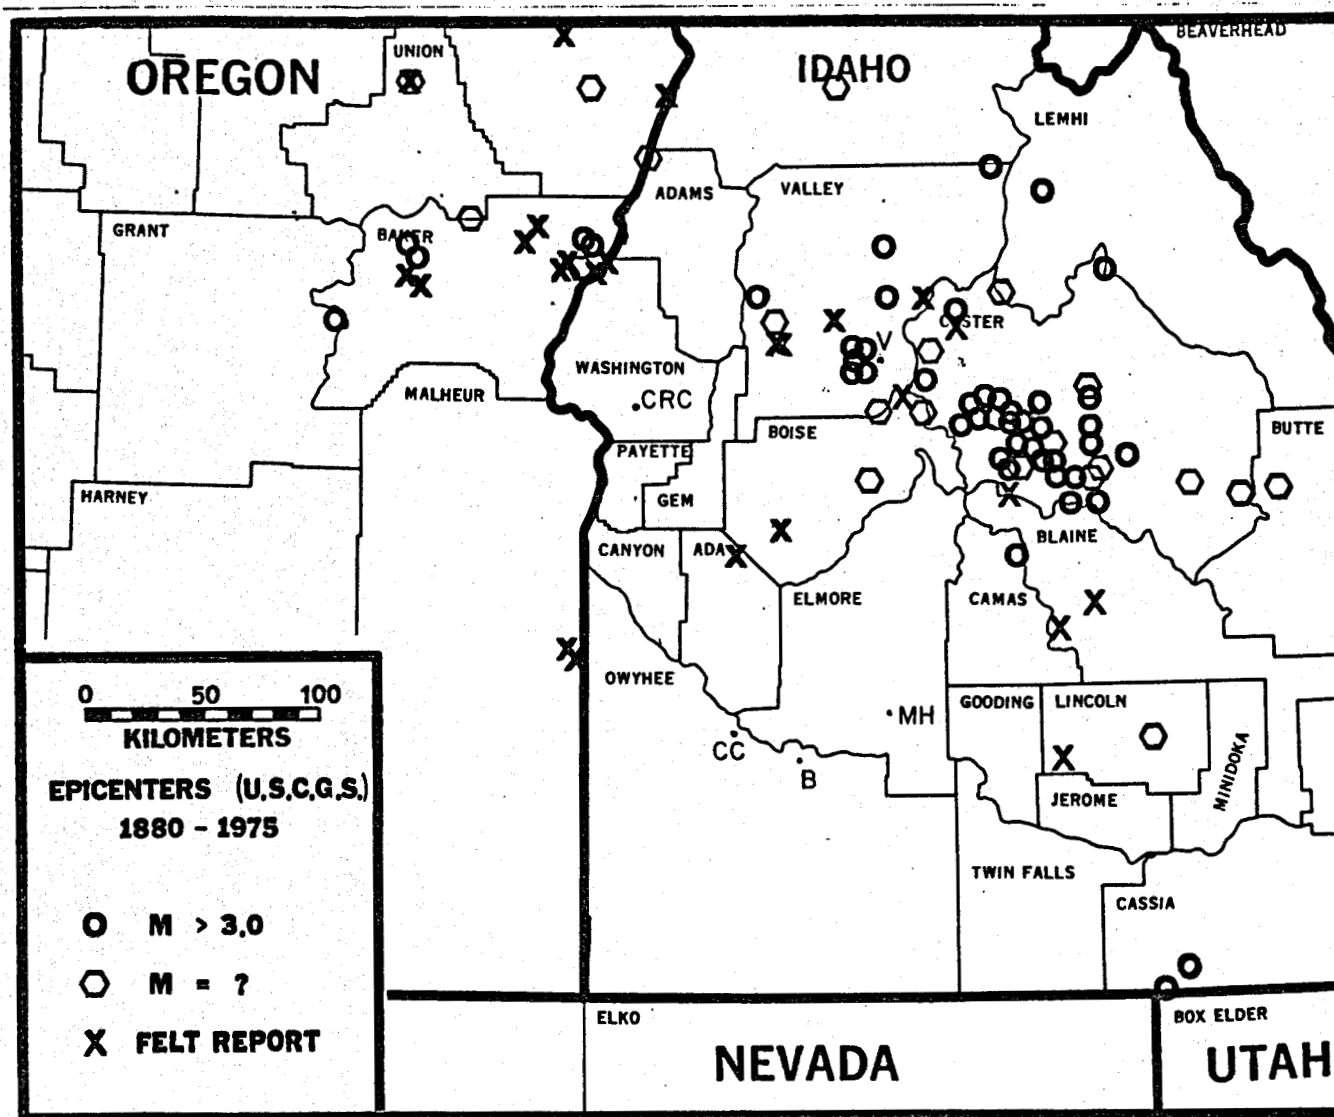 BEAVERHEAD
UNION
OREGON
IDAHO
LEMHI
ADAMS
VALLEY
GRANT
BAKER
CUSTER
V
WASHINGTON
MALHEUR
CRC
BOISE
BUTTE
PAYETTE
HARNEY
GEM
BLAINE
CANYON
ADA
ELMORE
CAMAS
OWYHEE
GOODING
LINCOLN
MH
CC
B
MINIDOKA
JEROME
TWIN FALLS
CASSIA
0 50 100
KILOMETERS
EPICENTERS (U.S.C.G.S.)
1880 - 1975
O M > 3.0
M = ?
X FELT REPORT
ELKO
BOX ELDER
NEVADA
UTAH